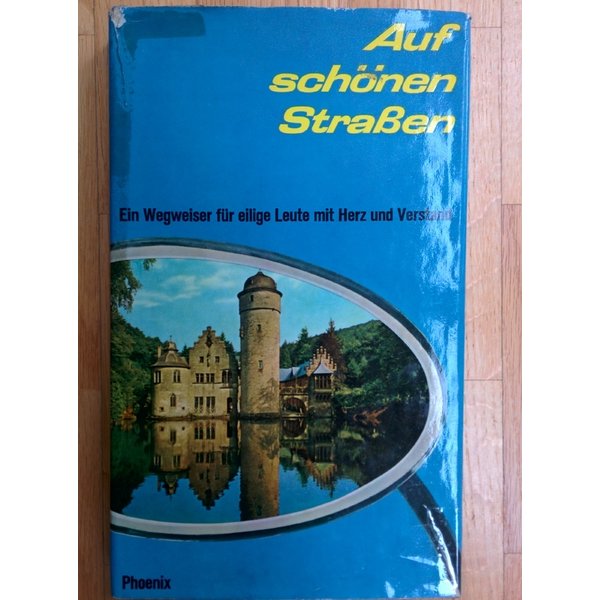 Auf
schönen
Straßen
Ein Wegweiser für eilige Leute mit Herz und Verstand
Phoenix